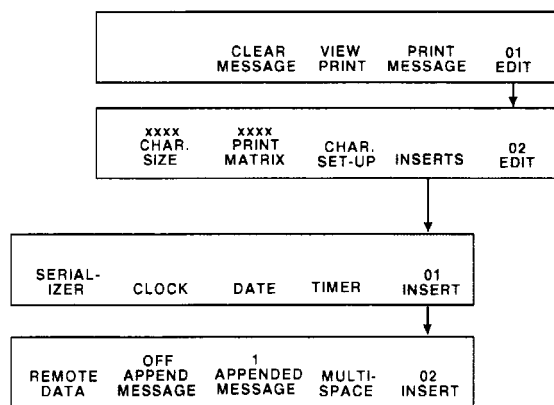 CLEAR VIEW PRINT 01
MESSAGE PRINT MESSAGE EDIT
xxxx xxxx
CHAR. PRINT CHAR. 02
SIZE MATRIX SET-UP INSERTS EDIT
SERIAL- 01
IZER CLOCK DATE TIMER INSERT
OFF 1
REMOTE APPEND APPENDED MULTI- 02
DATA MESSAGE MESSAGE SPACE INSERT